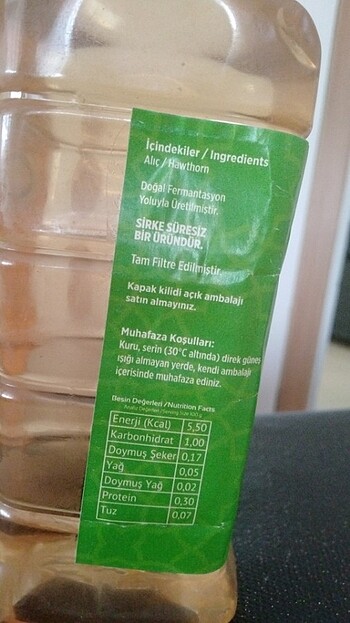 İçindekiler / Ingredients
Alıç / Hawthorn
Doğal Fermantasyon
Yoluyla Üretilmiştir.
SİRKE SÜRESİZ
BİR ÜRÜNDÜR.
Tam Filtre Edilmiştir.
Kapak kilidi açık ambalajı
satın almayınız.
Muhafaza Koşulları:
Kuru, serin (30°C altında) direk güneş
ışığı almayan yerde, kendi ambalajı
içerisinde muhafaza ediniz.
Besin Değerleri / Nutrition Facts
Enerji (Kcal) 5,50
Karbonhidrat 1,00
Doymuş Şeker 0,17
Yağ 0,05
Doymuş Yağ 0,02
Protein 0,30
Tuz 0,07